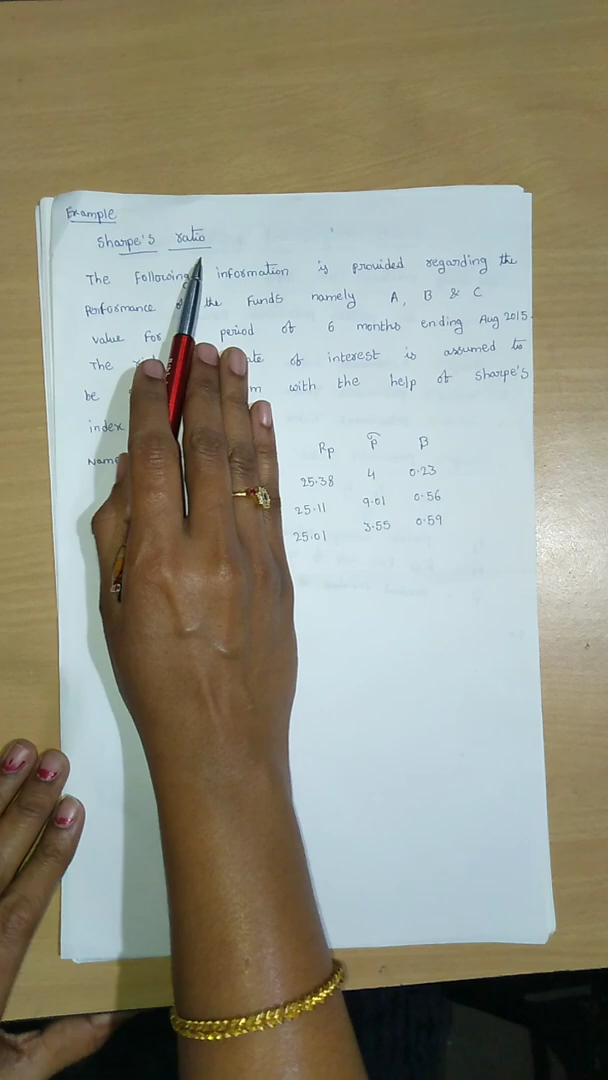 Example
Sharpe's ratio
The Following information is provided regarding the
Performance the Funds namely A, B & C
value for period of 6 months ending Aug 2015.
The of interest is assumed to
be with the help of Sharpe's
index
Name Rp σp β
25.38 4 0.23
25.11 9.01 0.56
25.01 3.55 0.59